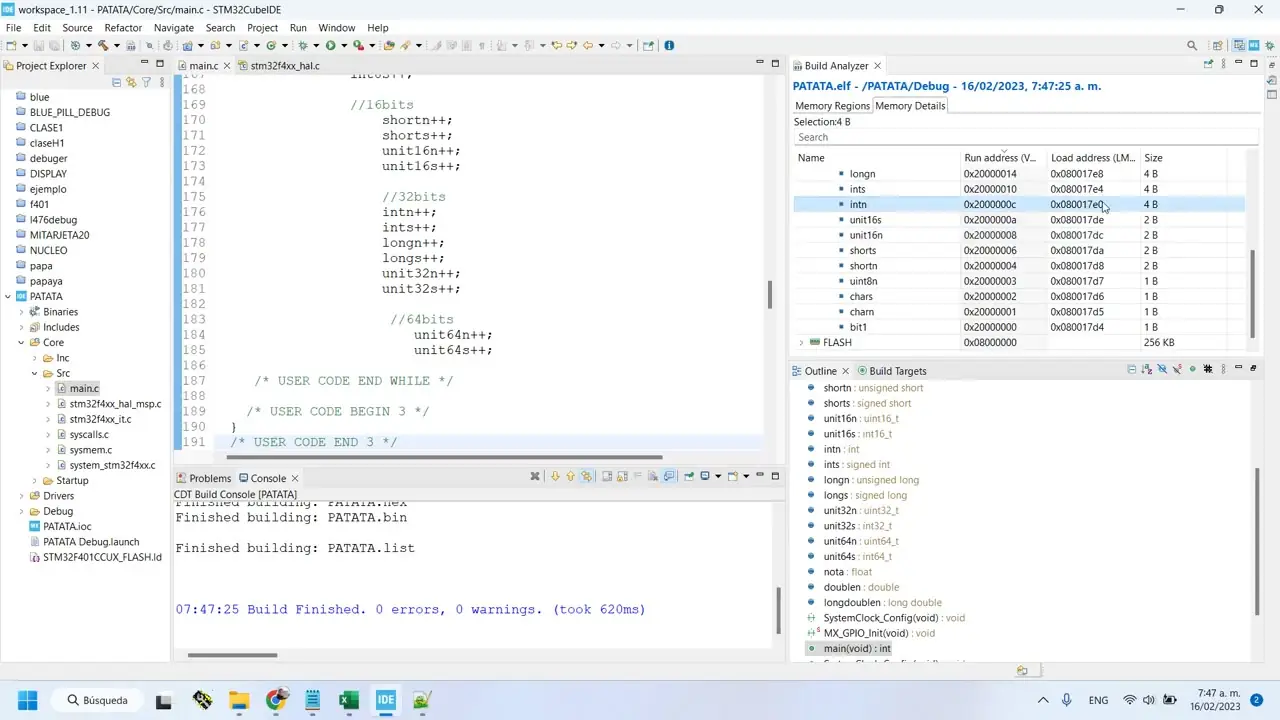 workspace_1.11 - PATATA/Core/Src/main.c - STM32CubeIDE
File Edit Source Refactor Navigate Search Project Run Window Help
Project Explorer
blue
BLUE_PILL_DEBUG
CLASE1
claseH1
debuger
DISPLAY
ejemplo
f401
l476debug
MITARJETA20
NUCLEO
papa
papaya
PATATA
Binaries
Includes
Core
Inc
Src
main.c
stm32f4xx_hal_msp.c
stm32f4xx_it.c
syscalls.c
sysmem.c
system_stm32f4xx.c
Startup
Drivers
Debug
PATATA.ioc
PATATA Debug.launch
STM32F401CCUX_FLASH.ld
main.c stm32f4xx_hal.c
168
169 //16bits
170 shortn++;
171 shorts++;
172 unit16n++;
173 unit16s++;
174
175 //32bits
176 intn++;
177 ints++;
178 longn++;
179 longs++;
180 unit32n++;
181 unit32s++;
182
183 //64bits
184 unit64n++;
185 unit64s++;
186
187 /* USER CODE END WHILE */
188
189 /* USER CODE BEGIN 3 */
190 }
191 /* USER CODE END 3 */
Problems Console
CDT Build Console [PATATA]
Finished building: PATATA.hex
Finished building: PATATA.bin
Finished building: PATATA.list
07:47:25 Build Finished. 0 errors, 0 warnings. (took 620ms)
Build Analyzer
PATATA.elf - /PATATA/Debug - 16/02/2023, 7:47:25 a. m.
Memory Regions Memory Details
Selection:4 B
Search
Name Run address (V... Load address (LM... Size
longn 0x20000014 0x080017e8 4 B
ints 0x20000010 0x080017e4 4 B
intn 0x2000000c 0x080017e0 4 B
unit16s 0x2000000a 0x080017de 2 B
unit16n 0x20000008 0x080017dc 2 B
shorts 0x20000006 0x080017da 2 B
shortn 0x20000004 0x080017d8 2 B
uint8n 0x20000003 0x080017d7 1 B
chars 0x20000002 0x080017d6 1 B
charn 0x20000001 0x080017d5 1 B
bit1 0x20000000 0x080017d4 1 B
FLASH 0x08000000 256 KB
Outline Build Targets
shortn : unsigned short
shorts : signed short
unit16n : uint16_t
unit16s : int16_t
intn : int
ints : signed int
longn : unsigned long
longs : signed long
unit32n : uint32_t
unit32s : int32_t
unit64n : uint64_t
unit64s : int64_t
nota : float
doublen : double
longdoublen : long double
SystemClock_Config(void) : void
MX_GPIO_Init(void) : void
main(void) : int
Búsqueda
ENG
7:47 a. m.
16/02/2023
2